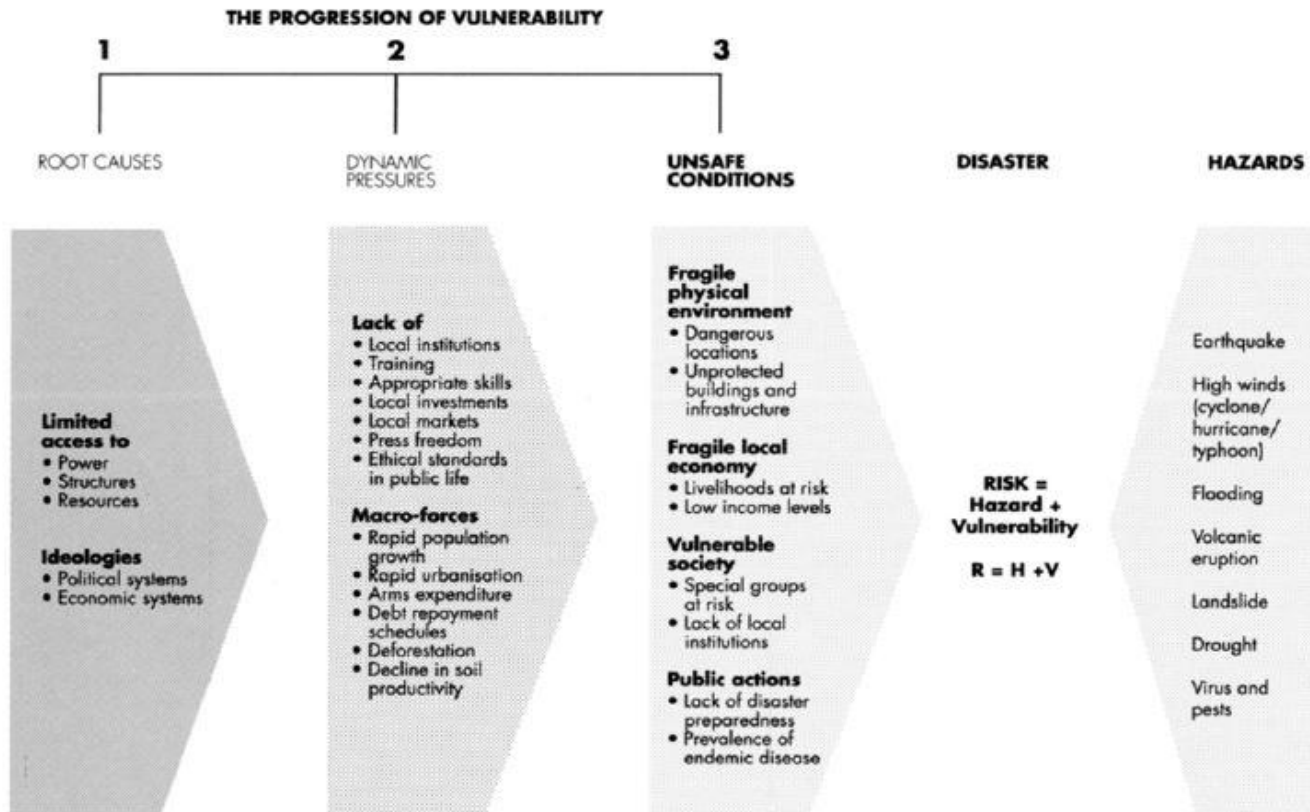 THE PROGRESSION OF VULNERABILITY
1
2
3
ROOT CAUSES
DYNAMIC
PRESSURES
UNSAFE
CONDITIONS
DISASTER
HAZARDS
Limited
access to
• Power
• Structures
• Resources
Ideologies
• Political systems
• Economic systems
Lack of
• Local institutions
• Training
• Appropriate skills
• Local investments
• Local markets
• Press freedom
• Ethical standards
in public life
Macro-forces
• Rapid population
growth
• Rapid urbanisation
• Arms expenditure
• Debt repayment
schedules
• Deforestation
• Decline in soil
productivity
Fragile
physical
environment
• Dangerous
locations
• Unprotected
buildings and
infrastructure
Fragile local
economy
• Livelihoods at risk
• Low income levels
Vulnerable
society
• Special groups
at risk
• Lack of local
institutions
Public actions
• Lack of disaster
preparedness
• Prevalence of
endemic disease
RISK =
Hazard +
Vulnerability
R = H +V
Earthquake
High winds
(cyclone/
hurricane/
typhoon)
Flooding
Volcanic
eruption
Landslide
Drought
Virus and
pests